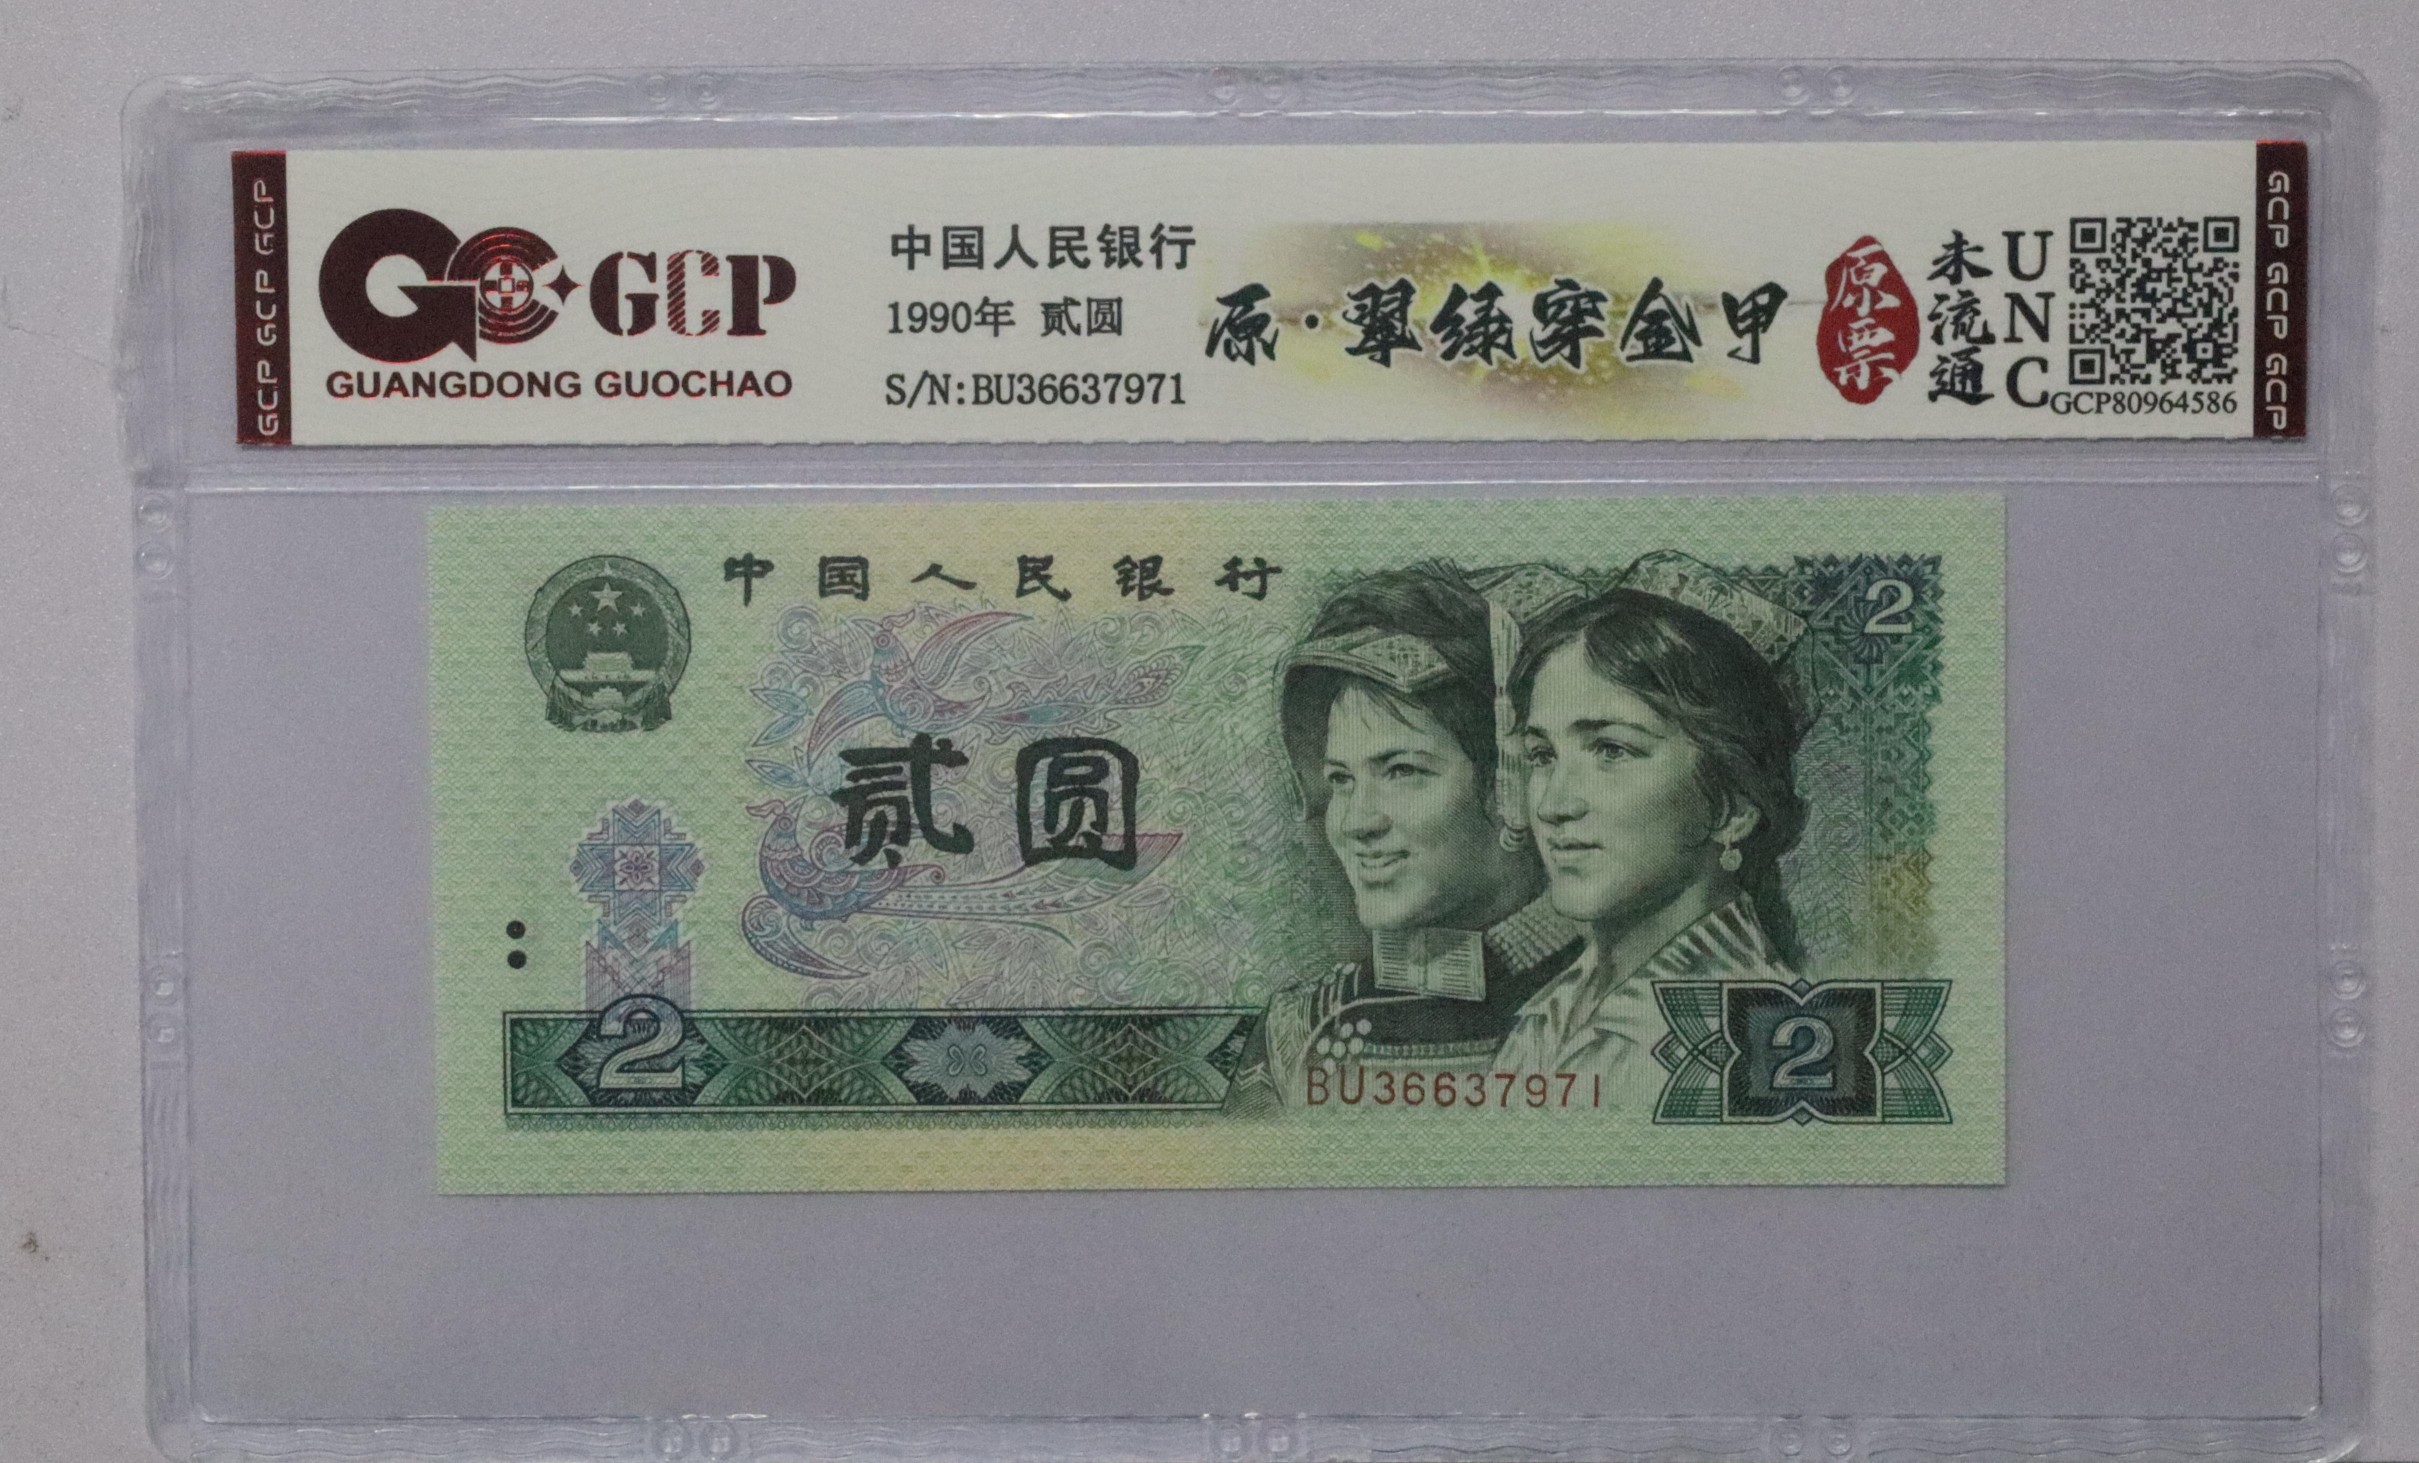 GCP GCP GCP
GCP
GUANGDONG GUOCHAO
中国人民银行
1990年 贰圆
S/N:BU36637971
原·翠绿穿金甲
原票
未流通
UNC
GCP80964586
GCP GCP GCP
中国人民银行
2
贰圆
2
BU36637971
2